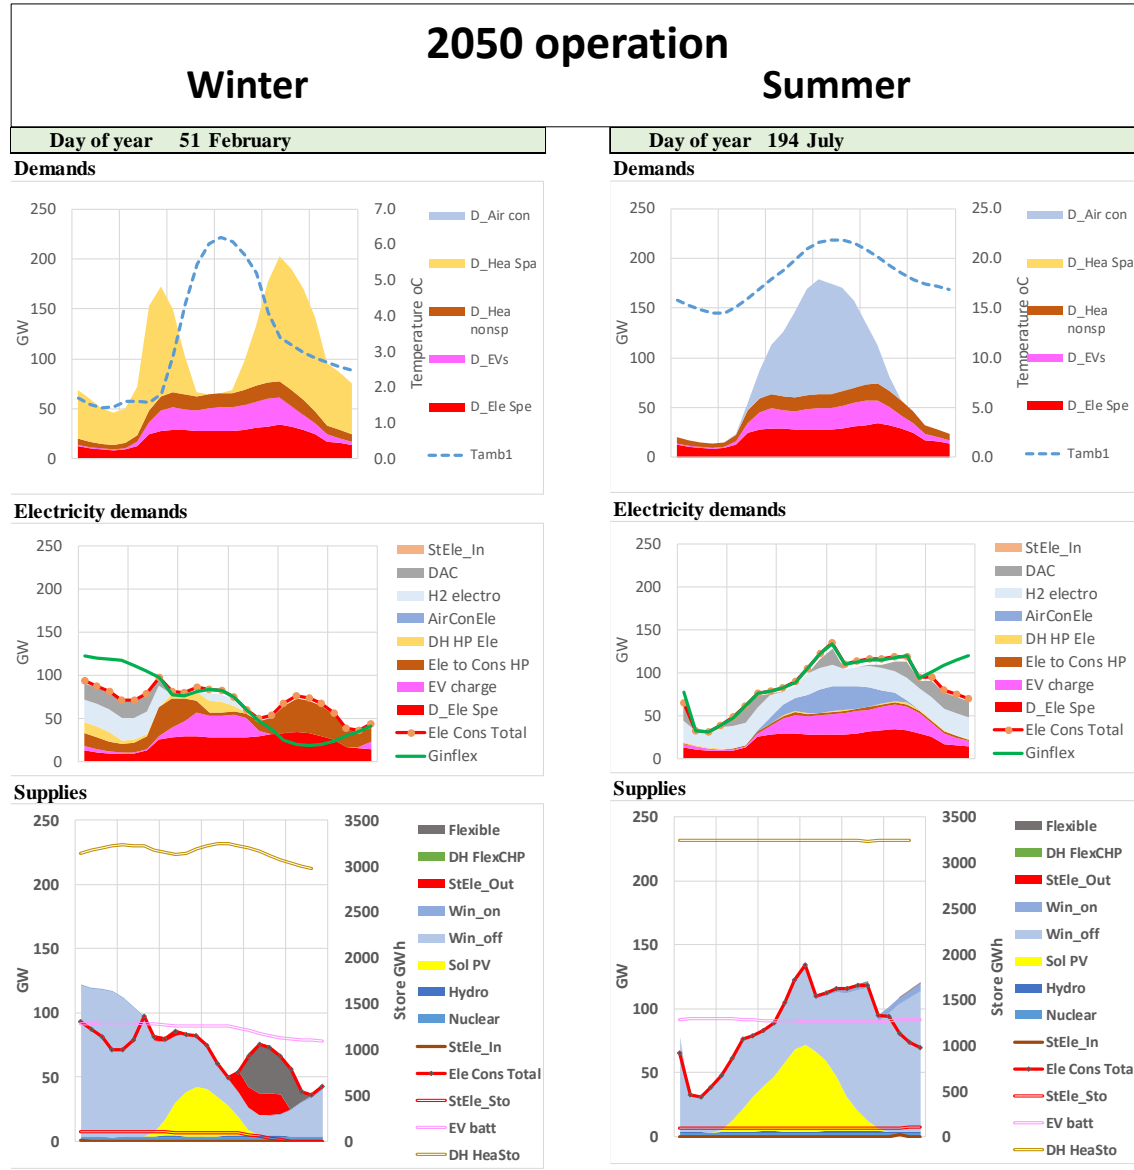 2050 operation
Winter
Summer
Day of year 51 February
Day of year 194 July
Demands
250
200
150
100
50
0
GW
7.0
6.0
5.0
4.0
3.0
2.0
1.0
0.0
Temperature oC
D_Air con
D_Hea Spa
D_Hea
nonsp
D_EVs
D_Ele Spe
Tamb1
Demands
250
200
150
100
50
0
GW
25.0
20.0
15.0
10.0
5.0
0.0
Temperature oC
D_Air con
D_Hea Spa
D_Hea
nonsp
D_EVs
D_Ele Spe
Tamb1
Electricity demands
250
200
150
100
50
0
GW
StEle_In
DAC
H2 electro
AirConEle
DH HP Ele
Ele to Cons HP
EV charge
D_Ele Spe
Ele Cons Total
Ginflex
Electricity demands
250
200
150
100
50
0
GW
StEle_In
DAC
H2 electro
AirConEle
DH HP Ele
Ele to Cons HP
EV charge
D_Ele Spe
Ele Cons Total
Ginflex
Supplies
250
200
150
100
50
0
GW
3500
3000
2500
2000
1500
1000
500
0
Store GWh
Flexible
DH FlexCHP
StEle_Out
Win_on
Win_off
Sol PV
Hydro
Nuclear
StEle_In
Ele Cons Total
StEle_Sto
EV batt
DH HeaSto
Supplies
250
200
150
100
50
0
GW
3500
3000
2500
2000
1500
1000
500
0
Store GWh
Flexible
DH FlexCHP
StEle_Out
Win_on
Win_off
Sol PV
Hydro
Nuclear
StEle_In
Ele Cons Total
StEle_Sto
EV batt
DH HeaSto